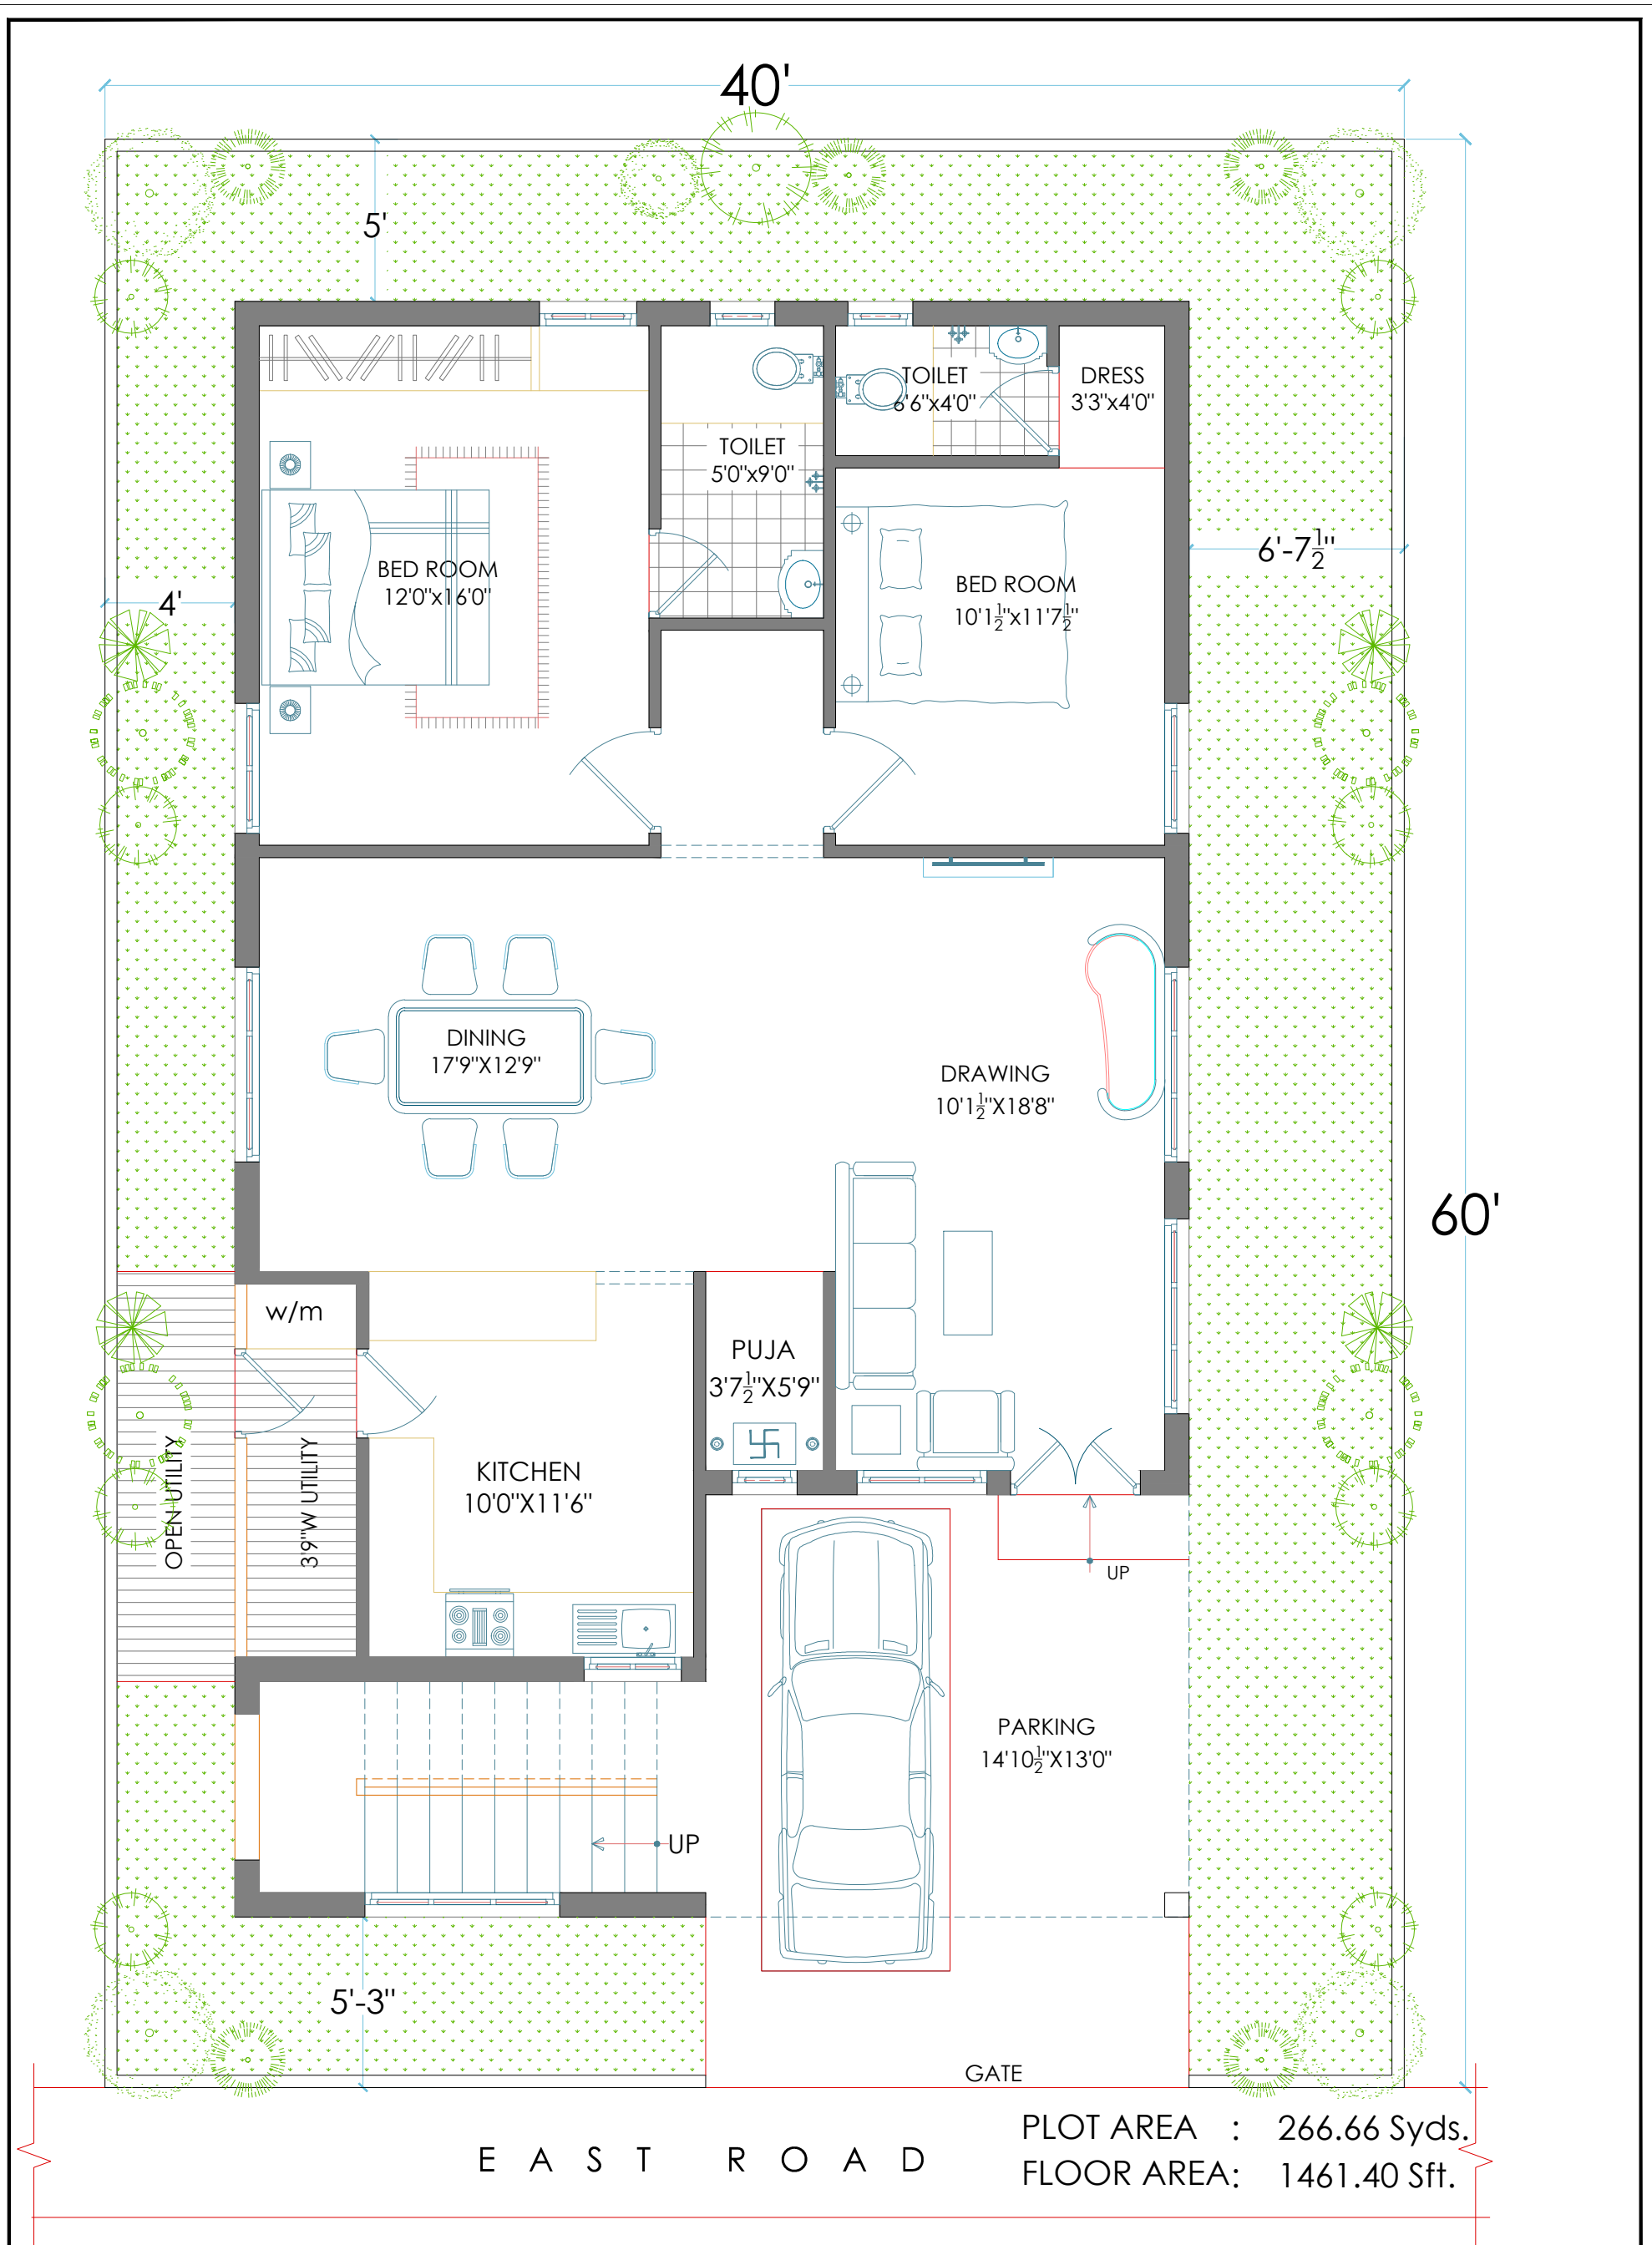 40'
5'
TOILET
6'6"x4'0"
DRESS
3'3"x4'0"
TOILET
5'0"x9'0"
BED ROOM
12'0"x16'0"
BED ROOM
10'1½"x11'7½"
6'-7½"
4'
DINING
17'9"X12'9"
DRAWING
10'1½"X18'8"
60'
w/m
PUJA
3'7½"X5'9"
OPEN UTILITY
3'9"W UTILITY
KITCHEN
10'0"X11'6"
UP
PARKING
14'10½"X13'0"
UP
5'-3"
GATE
EAST ROAD
PLOT AREA : 266.66 Syds.
FLOOR AREA: 1461.40 Sft.